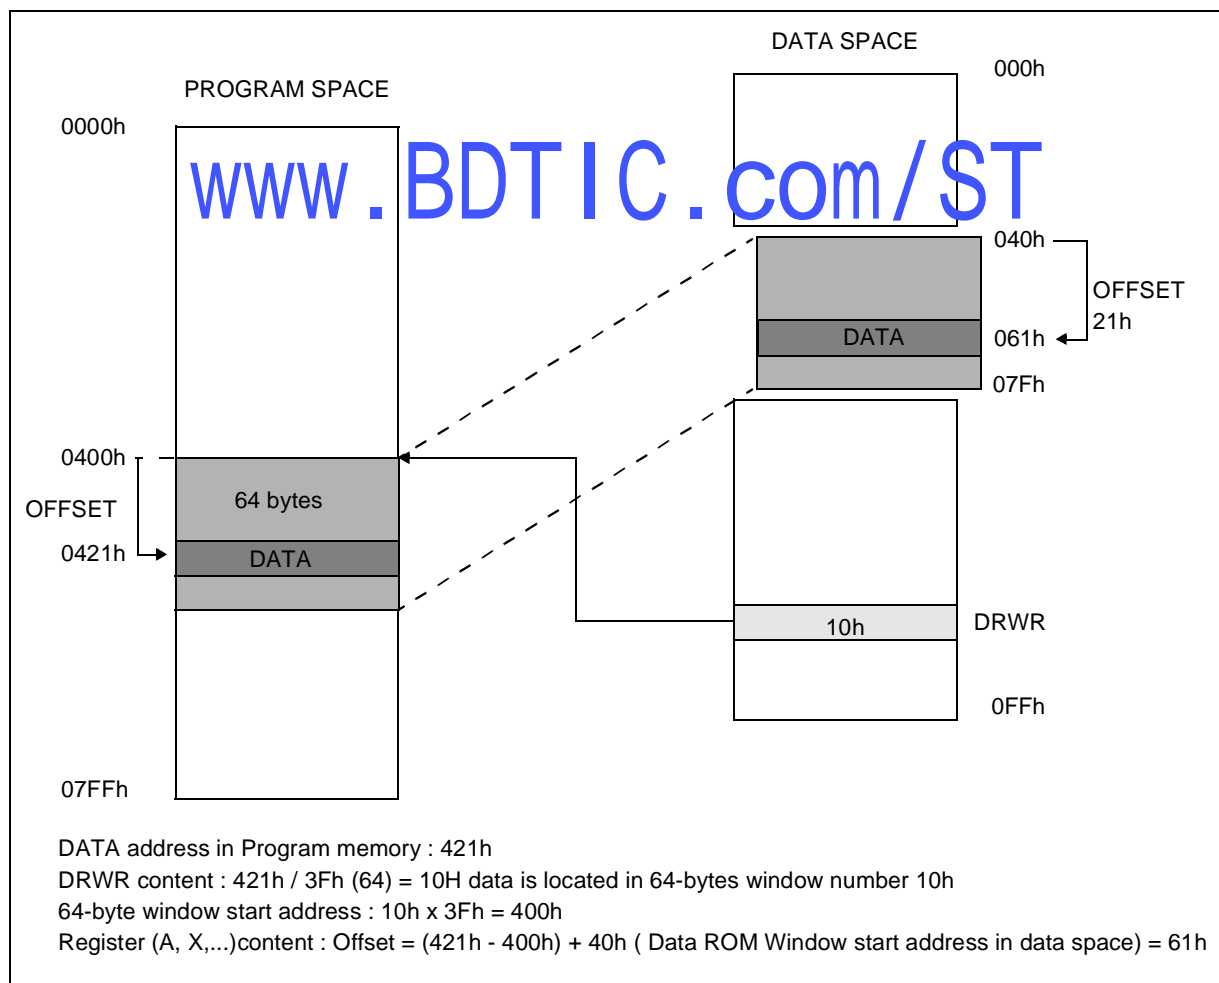 DATA SPACE
000h
PROGRAM SPACE
0000h
www.BDTIC.com/ST
040h
OFFSET
21h
DATA
061h
07Fh
0400h
64 bytes
OFFSET
0421h
DATA
10h
DRWR
0FFh
07FFh
DATA address in Program memory : 421h
DRWR content : 421h / 3Fh (64) = 10H data is located in 64-bytes window number 10h
64-byte window start address : 10h x 3Fh = 400h
Register (A, X,...)content : Offset = (421h - 400h) + 40h ( Data ROM Window start address in data space) = 61h